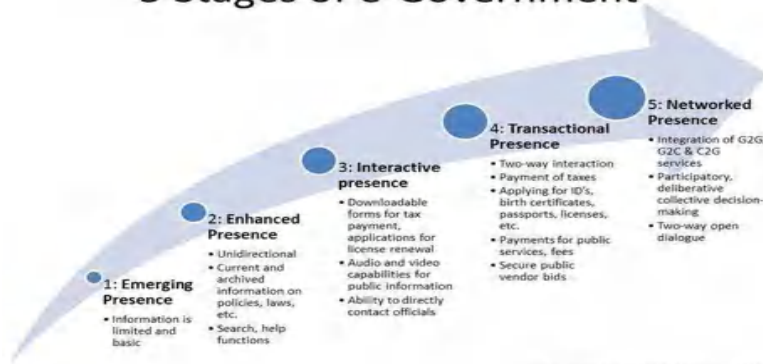 5 Stages of e-Government
1: Emerging
Presence
• Information is
limited and
basic
2: Enhanced
Presence
• Unidirectional
• Current and
archived
information on
policies, laws,
etc.
• Search, help
functions
3: Interactive
presence
• Downloadable
forms for tax
payment,
applications for
license renewal
• Audio and video
capabilities for
public information
• Ability to directly
contact officials
4: Transactional
Presence
• Two-way interaction
• Payment of taxes
• Applying for ID's,
birth certificates,
passports, licenses,
etc.
• Payments for public
services, fees
• Secure public
vendor bids
5: Networked
Presence
• Integration of G2G
G2C & C2G
services
• Participatory,
deliberative
collective decision-
making
• Two-way open
dialogue